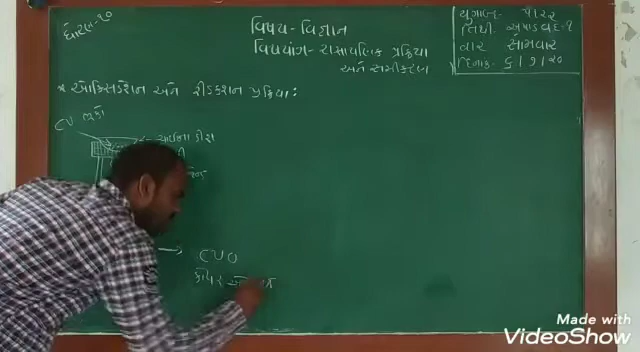 ધોરણ-૧૦
વિષય- વિજ્ઞાન
વિષયાંગ- રાસાયણિક પ્રક્રિયા
અને સમીકરણ
યુગાબ્દ- ૫૧૨૨
તિથી- અષાઢ વદ-૧
વાર સોમવાર
દિનાંક- ૬|૭|૨૦
* ઓક્સિડેશન અને રીડક્શન પ્રક્રિયા :
CU ભૂકો
ચાઈના ડીશ
→ CUO
કોપર
Made with
VideoShow